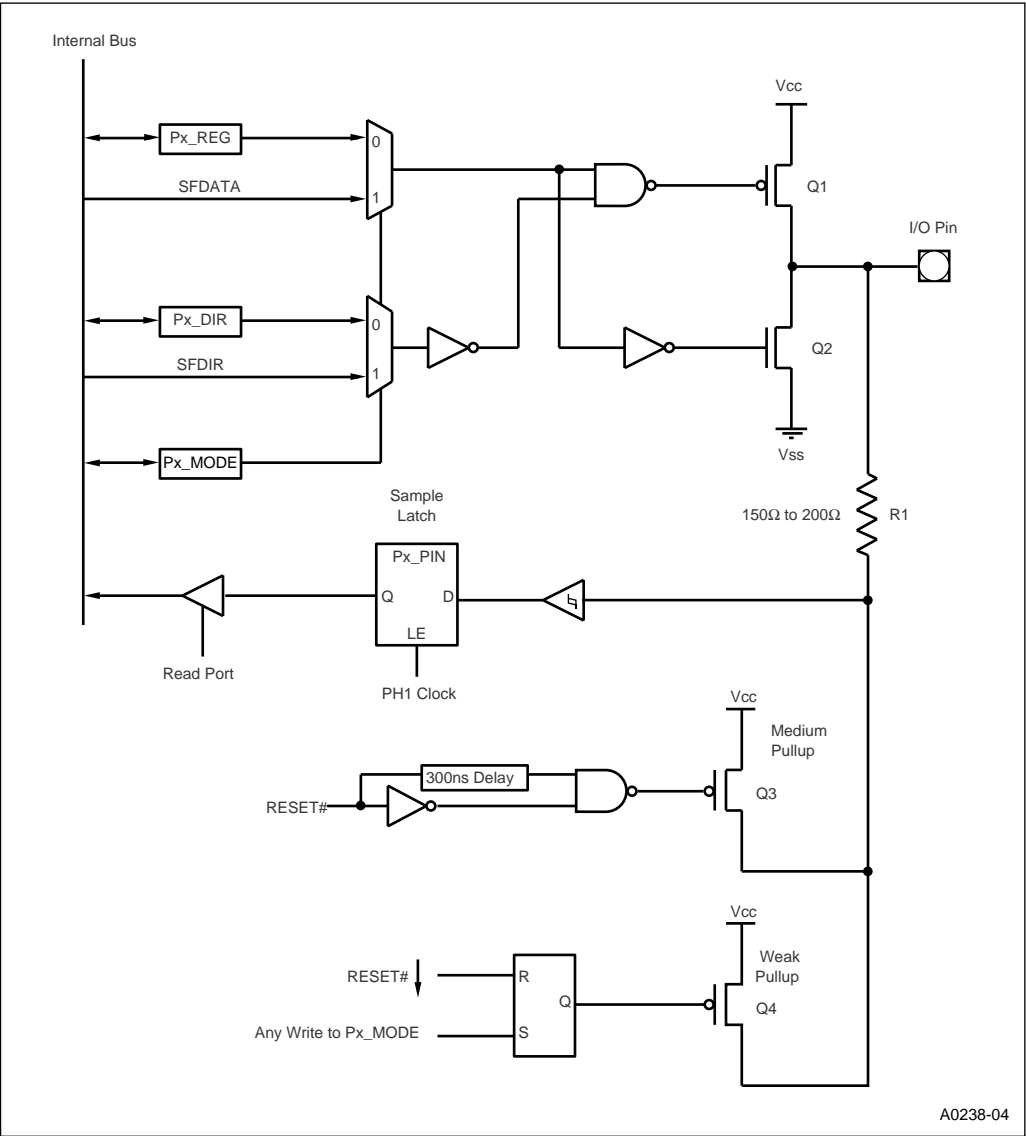 Internal Bus
Vcc
Px_REG
0
SFDATA
1
Q1
I/O Pin
Px_DIR
0
SFDIR
1
Q2
Px_MODE
Vss
Sample
Latch
150Ω to 200Ω
R1
Px_PIN
Q
D
LE
Read Port
PH1 Clock
Vcc
Medium
Pullup
300ns Delay
RESET#
Q3
Vcc
Weak
Pullup
RESET#
R
Q
Q4
Any Write to Px_MODE
S
A0238-04